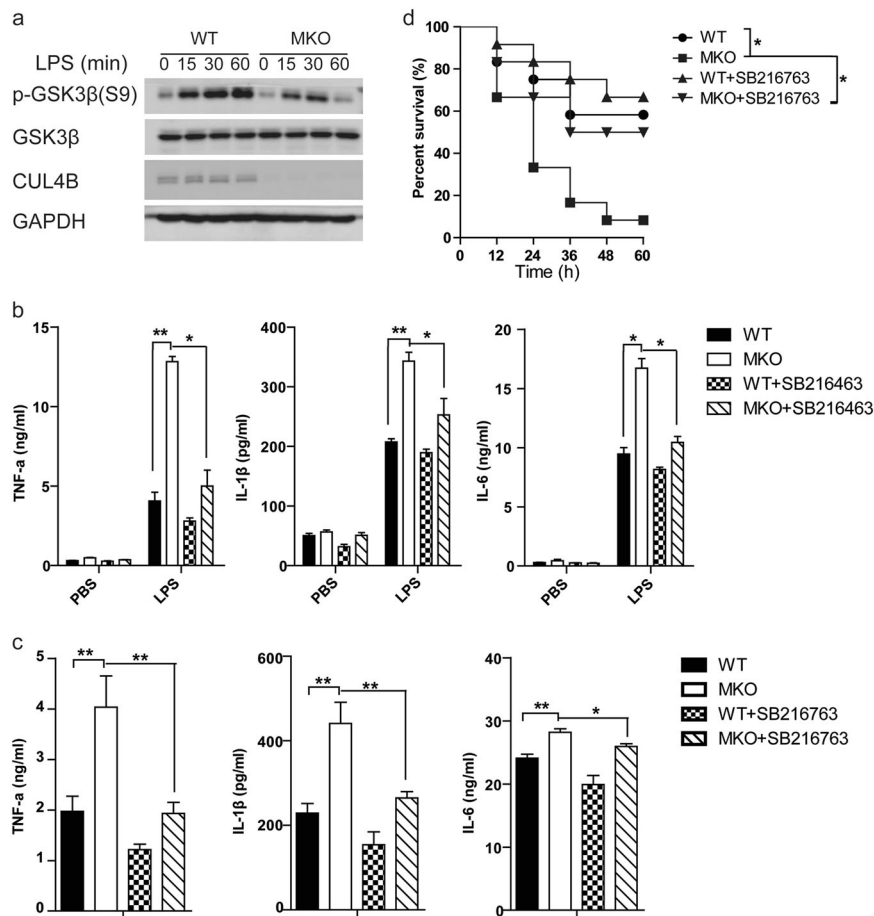 a
WT MKO
LPS (min) 0 15 30 60 0 15 30 60
p-GSK3β(S9)
GSK3β
CUL4B
GAPDH
d
Percent survival (%)
100
80
60
40
20
0
0 12 24 36 48 60
Time (h)
WT
MKO
WT+SB216763
MKO+SB216763
*
*
b
TNF-a (ng/ml)
15
10
5
0
** *
PBS LPS
IL-1β (pg/ml)
400
300
200
100
0
** *
PBS LPS
IL-6 (ng/ml)
20
15
10
5
0
* *
PBS LPS
WT
MKO
WT+SB216463
MKO+SB216463
c
TNF-a (ng/ml)
5
4
3
2
1
0
** **
IL-1β (pg/ml)
600
400
200
0
** **
IL-6 (ng/ml)
40
30
20
10
0
** *
WT
MKO
WT+SB216763
MKO+SB216763